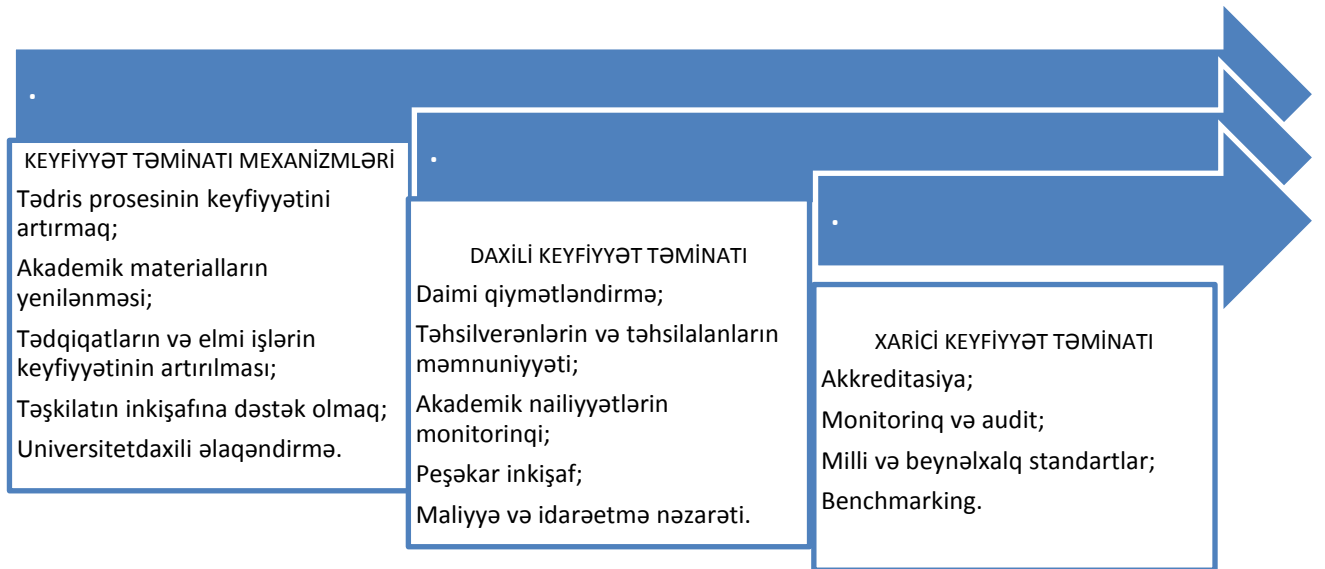 KEYFİYYƏT TƏMİNATI MEXANİZMLƏRİ
Tədris prosesinin keyfiyyətini
artırmaq;
Akademik materialların
yenilənməsi;
Tədqiqatların və elmi işlərin
keyfiyyətinin artırılması;
Təşkilatın inkişafına dəstək olmaq;
Universitetdaxili əlaqəndirmə.
DAXİLİ KEYFİYYƏT TƏMİNATI
Daimi qiymətləndirmə;
Təhsilverənlərin və təhsilalanların
məmnuniyyəti;
Akademik nailiyyətlərin
monitorinqi;
Peşəkar inkişaf;
Maliyyə və idarəetmə nəzarəti.
XARİCİ KEYFİYYƏT TƏMİNATI
Akkreditasiya;
Monitorinq və audit;
Milli və beynəlxalq standartlar;
Benchmarking.